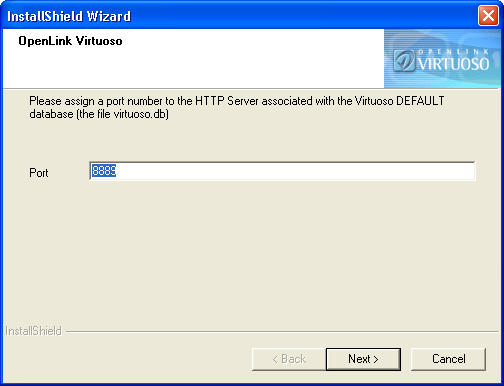 InstallShield Wizard
OpenLink Virtuoso
OPENLINK
VIRTUOSO
Please assign a port number to the HTTP Server associated with the Virtuoso DEFAULT
database (the file virtuoso.db)
Port 8889
InstallShield
< Back Next > Cancel